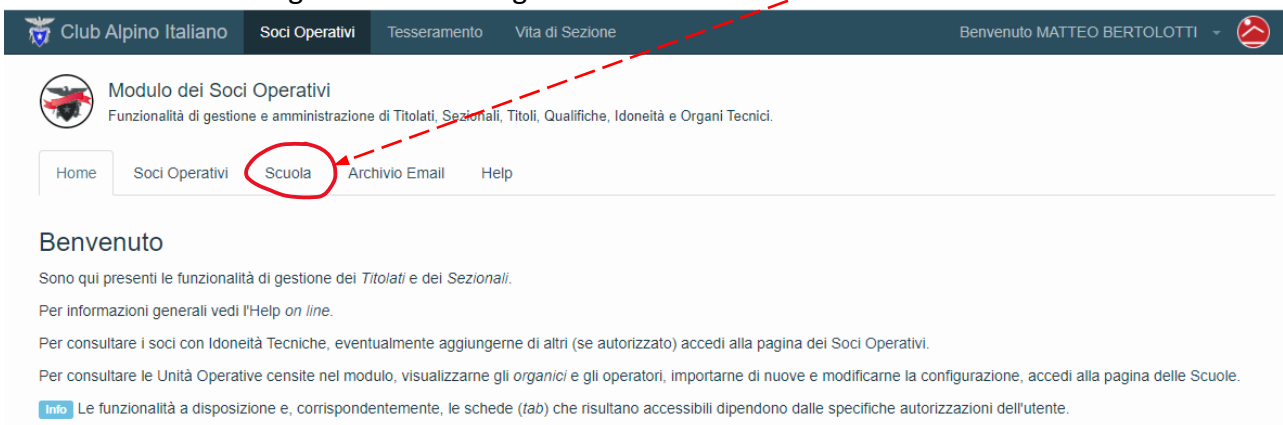 Club Alpino Italiano Soci Operativi Tesseramento Vita di Sezione Benvenuto MATTEO BERTOLOTTI
Modulo dei Soci Operativi
Funzionalità di gestione e amministrazione di Titolati, Sezionali, Titoli, Qualifiche, Idoneità e Organi Tecnici.
Home Soci Operativi Scuola Archivio Email Help
Benvenuto
Sono qui presenti le funzionalità di gestione dei Titolati e dei Sezionali.
Per informazioni generali vedi l'Help on line.
Per consultare i soci con Idoneità Tecniche, eventualmente aggiungerne di altri (se autorizzato) accedi alla pagina dei Soci Operativi.
Per consultare le Unità Operative censite nel modulo, visualizzarne gli organici e gli operatori, importarne di nuove e modificarne la configurazione, accedi alla pagina delle Scuole.
Info Le funzionalità a disposizione e, corrispondentemente, le schede (tab) che risultano accessibili dipendono dalle specifiche autorizzazioni dell'utente.